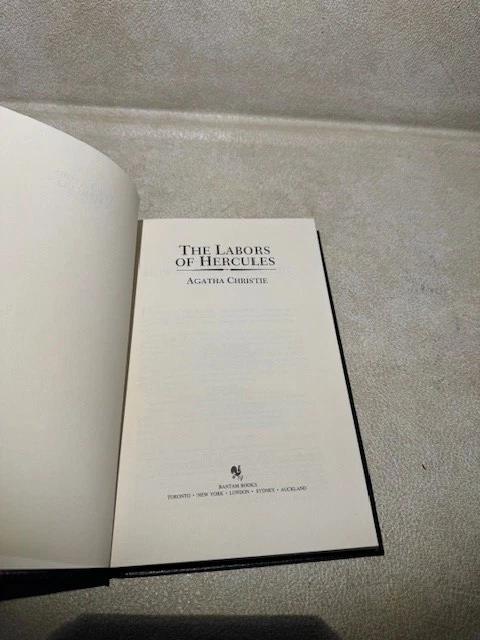 THE LABORS
OF HERCULES
AGATHA CHRISTIE
BANTAM BOOKS
TORONTO • NEW YORK • LONDON • SYDNEY • AUCKLAND